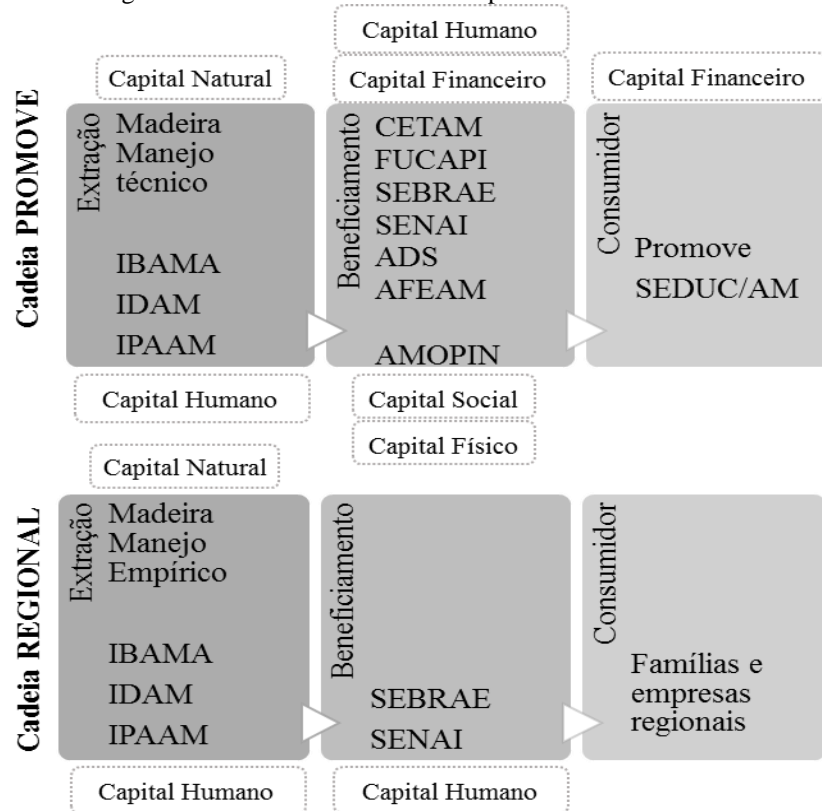 Capital Humano
Capital Natural
Capital Financeiro
Capital Financeiro
Cadeia PROMOVE
Extração
Madeira
Manejo
técnico
IBAMA
IDAM
IPAAM
Beneficiamento
CETAM
FUCAPI
SEBRAE
SENAI
ADS
AFEAM
AMOPIN
Consumidor
Promove
SEDUC/AM
Capital Humano
Capital Social
Capital Físico
Capital Natural
Cadeia REGIONAL
Extração
Madeira
Manejo
Empírico
IBAMA
IDAM
IPAAM
Beneficiamento
SEBRAE
SENAI
Consumidor
Famílias e
empresas
regionais
Capital Humano
Capital Humano